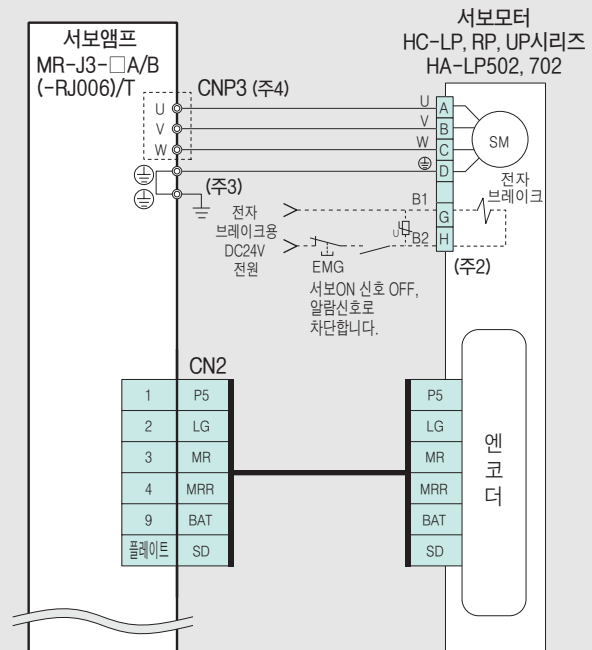 서보앰프
MR-J3-□A/B
(-RJ006)/T
서보모터
HC-LP, RP, UP시리즈
HA-LP502, 702
CNP3 (주4)
U
V
W
U
V
W
A
B
C
D
SM
(주3)
전자
브레이크용
DC24V
전원
B1
B2
U
G
H
전자
브레이크
(주2)
EMG
서보ON 신호 OFF,
알람신호로
차단합니다.
CN2
1 P5
2 LG
3 MR
4 MRR
9 BAT
플레이트 SD
P5
LG
MR
MRR
BAT
SD
엔
코
더